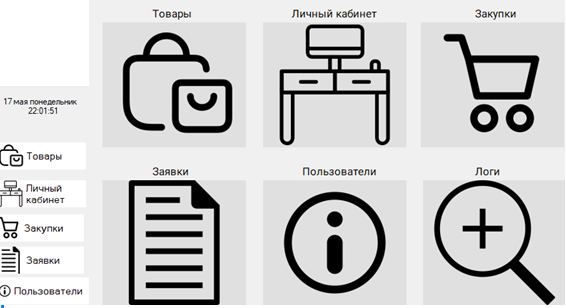 Товары
Личный кабинет
Закупки
17 мая понедельник
22:01:51
Товары
Личный
кабинет
Закупки
Заявки
Пользователи
Заявки
Пользователи
Логи